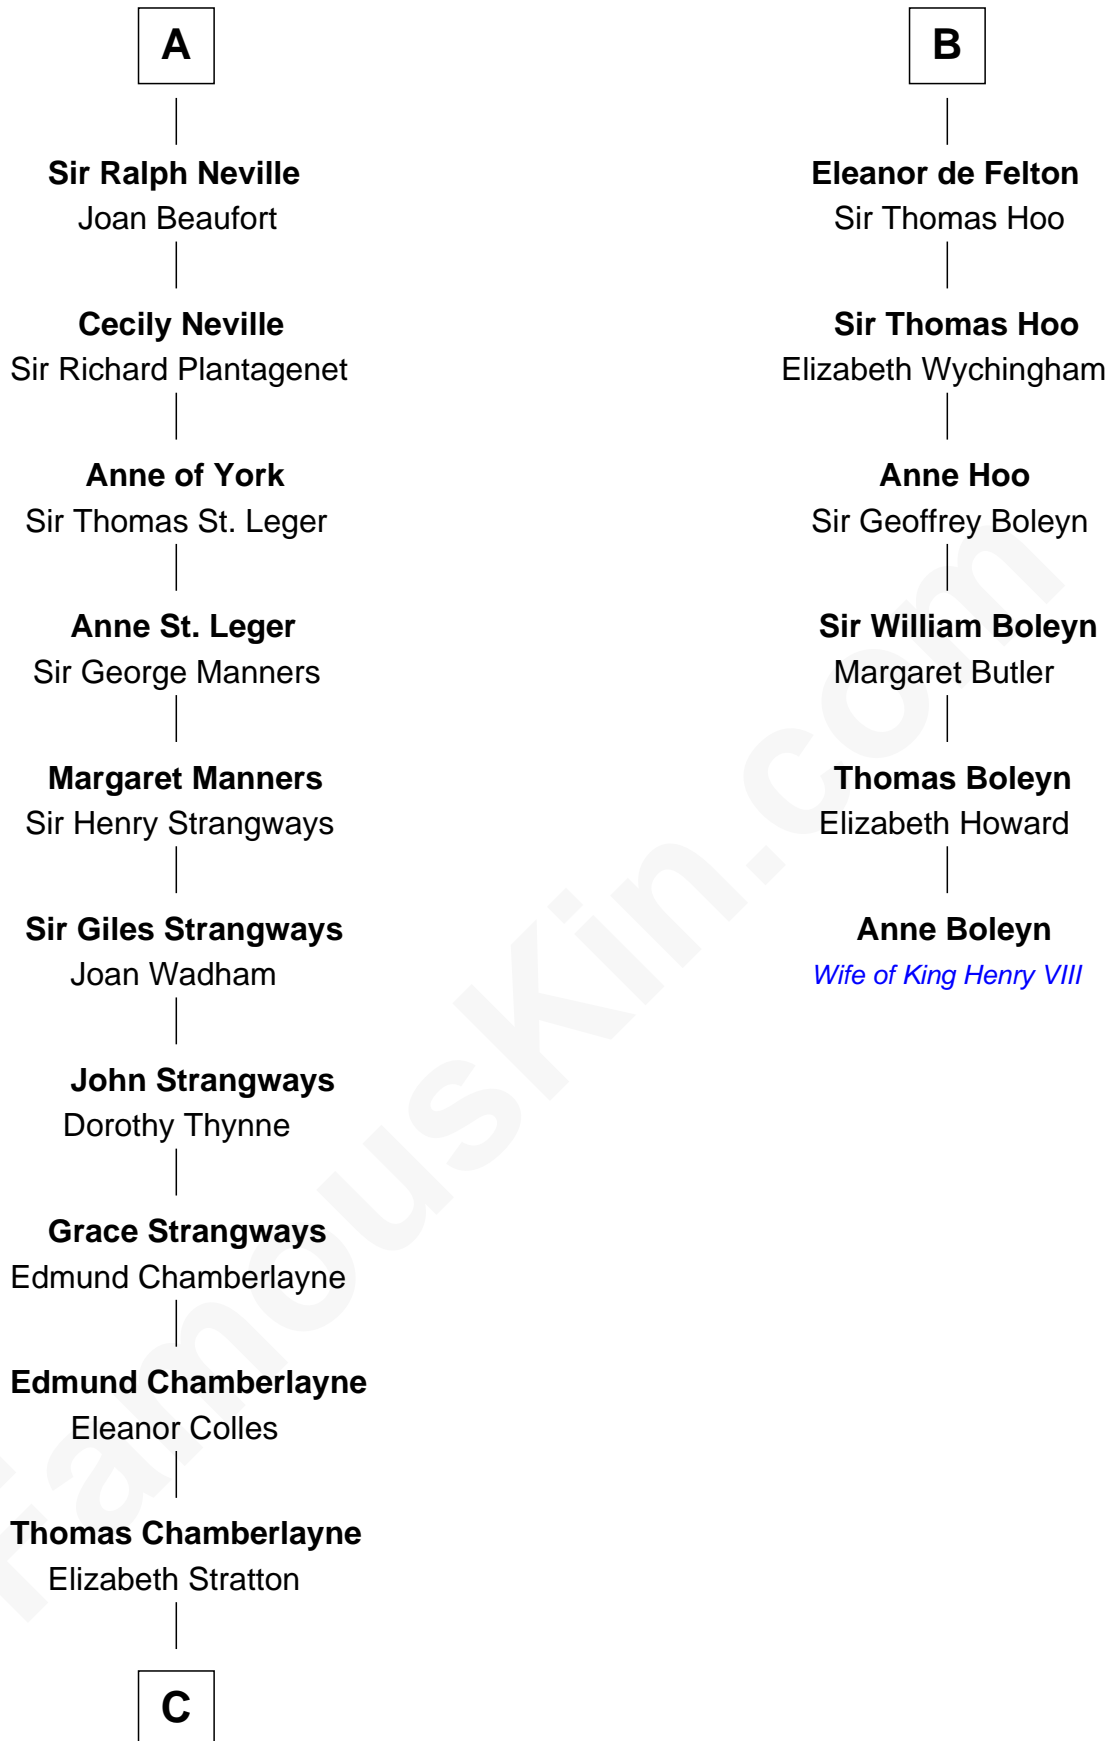 A
Sir Ralph Neville
Joan Beaufort
Cecily Neville
Sir Richard Plantagenet
Anne of York
Sir Thomas St. Leger
Anne St. Leger
Sir George Manners
Margaret Manners
Sir Henry Strangways
Sir Giles Strangways
Joan Wadham
John Strangways
Dorothy Thynne
Grace Strangways
Edmund Chamberlayne
Edmund Chamberlayne
Eleanor Colles
Thomas Chamberlayne
Elizabeth Stratton
C
B
Eleanor de Felton
Sir Thomas Hoo
Sir Thomas Hoo
Elizabeth Wychingham
Anne Hoo
Sir Geoffrey Boleyn
Sir William Boleyn
Margaret Butler
Thomas Boleyn
Elizabeth Howard
Anne Boleyn
Wife of King Henry VIII
FamousKin.com